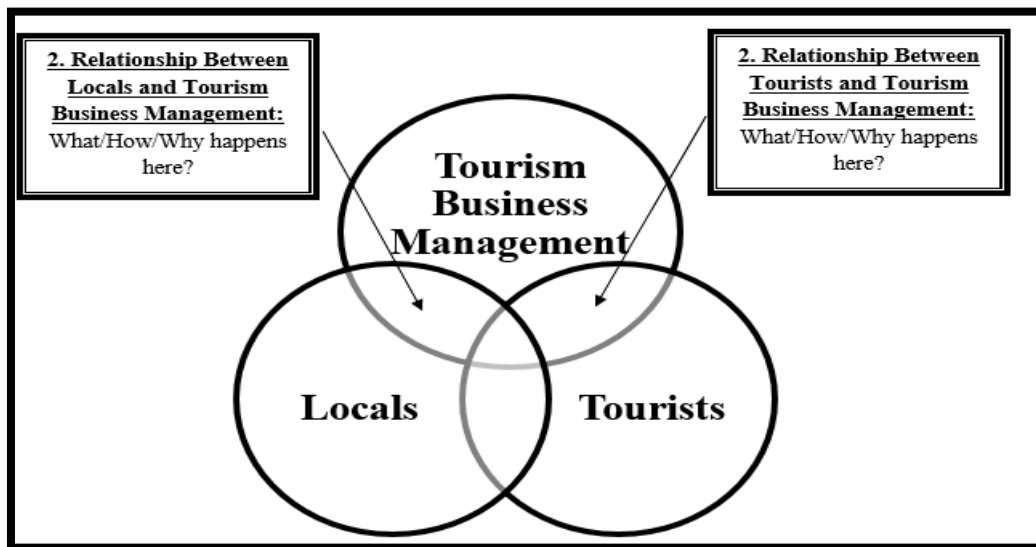 2. Relationship Between
Locals and Tourism
Business Management:
What/How/Why happens
here?
2. Relationship Between
Tourists and Tourism
Business Management:
What/How/Why happens
here?
Tourism
Business
Management
Locals
Tourists